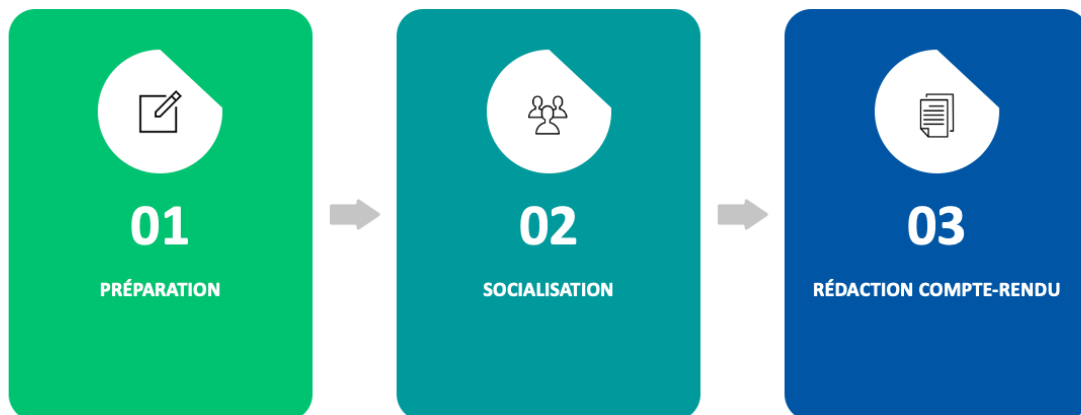 01
PRÉPARATION
02
SOCIALISATION
03
RÉDACTION COMPTE-RENDU